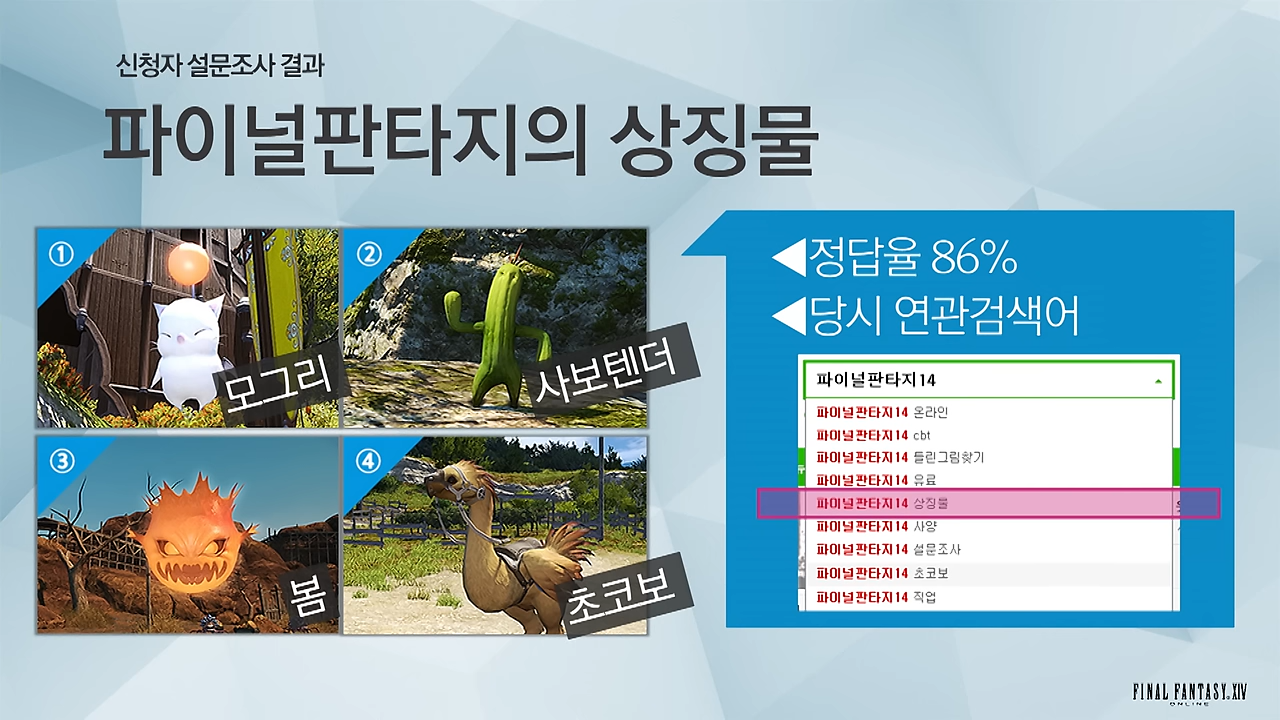 신청자 설문조사 결과
파이널판타지의 상징물
①
모그리
②
사보텐더
③
봄
④
초코보
◀정답율 86%
◀당시 연관검색어
파이널판타지14
파이널판타지14 온라인
파이널판타지14 cbt
파이널판타지14 틀린그림찾기
파이널판타지14 유료
파이널판타지14 상징물
파이널판타지14 사양
파이널판타지14 설문조사
파이널판타지14 초코보
파이널판타지14 직업
FINAL FANTASY XIV
ONLINE